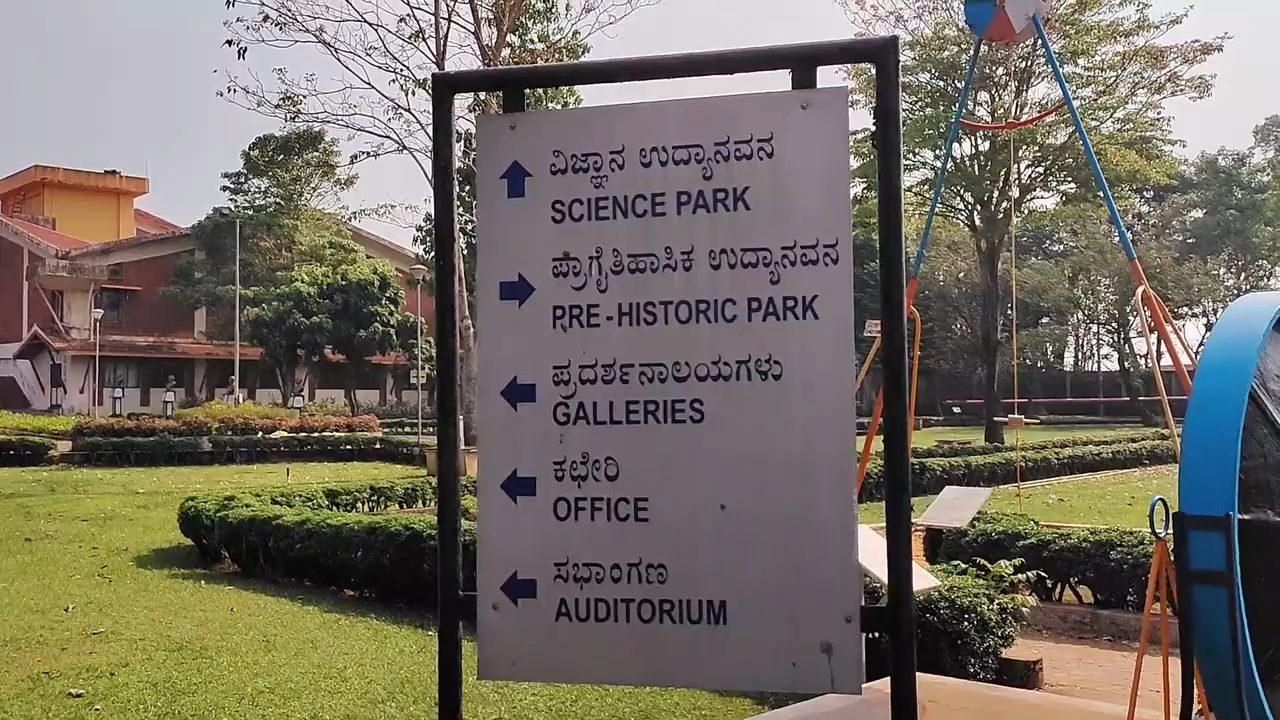 ವಿಜ್ಞಾನ ಉದ್ಯಾನವನ
SCIENCE PARK
ಪ್ರಾಗೈತಿಹಾಸಿಕ ಉದ್ಯಾನವನ
PRE-HISTORIC PARK
ಪ್ರದರ್ಶನಾಲಯಗಳು
GALLERIES
ಕಛೇರಿ
OFFICE
ಸಭಾಂಗಣ
AUDITORIUM